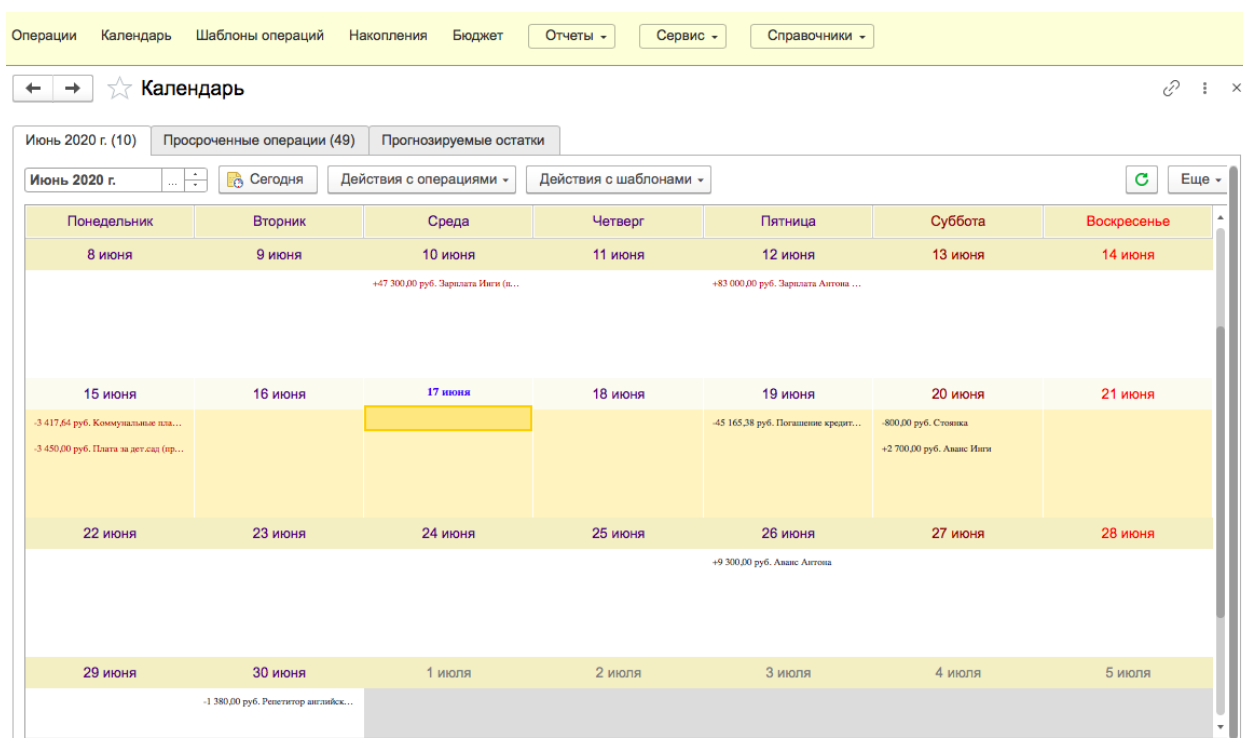 Операции Календарь Шаблоны операций Накопления Бюджет Отчеты Сервис Справочники
Календарь
Июнь 2020 г. (10) Просроченные операции (49) Прогнозируемые остатки
Июнь 2020 г. ... Сегодня Действия с операциями Действия с шаблонами Еще
Понедельник Вторник Среда Четверг Пятница Суббота Воскресенье
8 июня 9 июня 10 июня 11 июня 12 июня 13 июня 14 июня
+47 300,00 руб. Зарплата Инги (п... +83 000,00 руб. Зарплата Антона ...
15 июня 16 июня 17 июня 18 июня 19 июня 20 июня 21 июня
-3 417,64 руб. Коммунальные пла... -45 165,38 руб. Погашение кредит... -800,00 руб. Стоянка
-3 450,00 руб. Плата за дет.сад (пр... +2 700,00 руб. Аванс Инги
22 июня 23 июня 24 июня 25 июня 26 июня 27 июня 28 июня
+9 300,00 руб. Аванс Антона
29 июня 30 июня 1 июля 2 июля 3 июля 4 июля 5 июля
-1 380,00 руб. Репетитор английск...